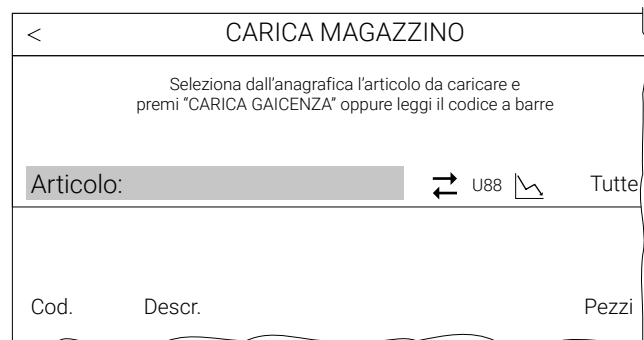 < CARICA MAGAZZINO
Seleziona dall'anagrafica l'articolo da caricare e
premi "CARICA GAICENZA" oppure leggi il codice a barre
Articolo: U88 Tutte
Cod. Descr. Pezzi